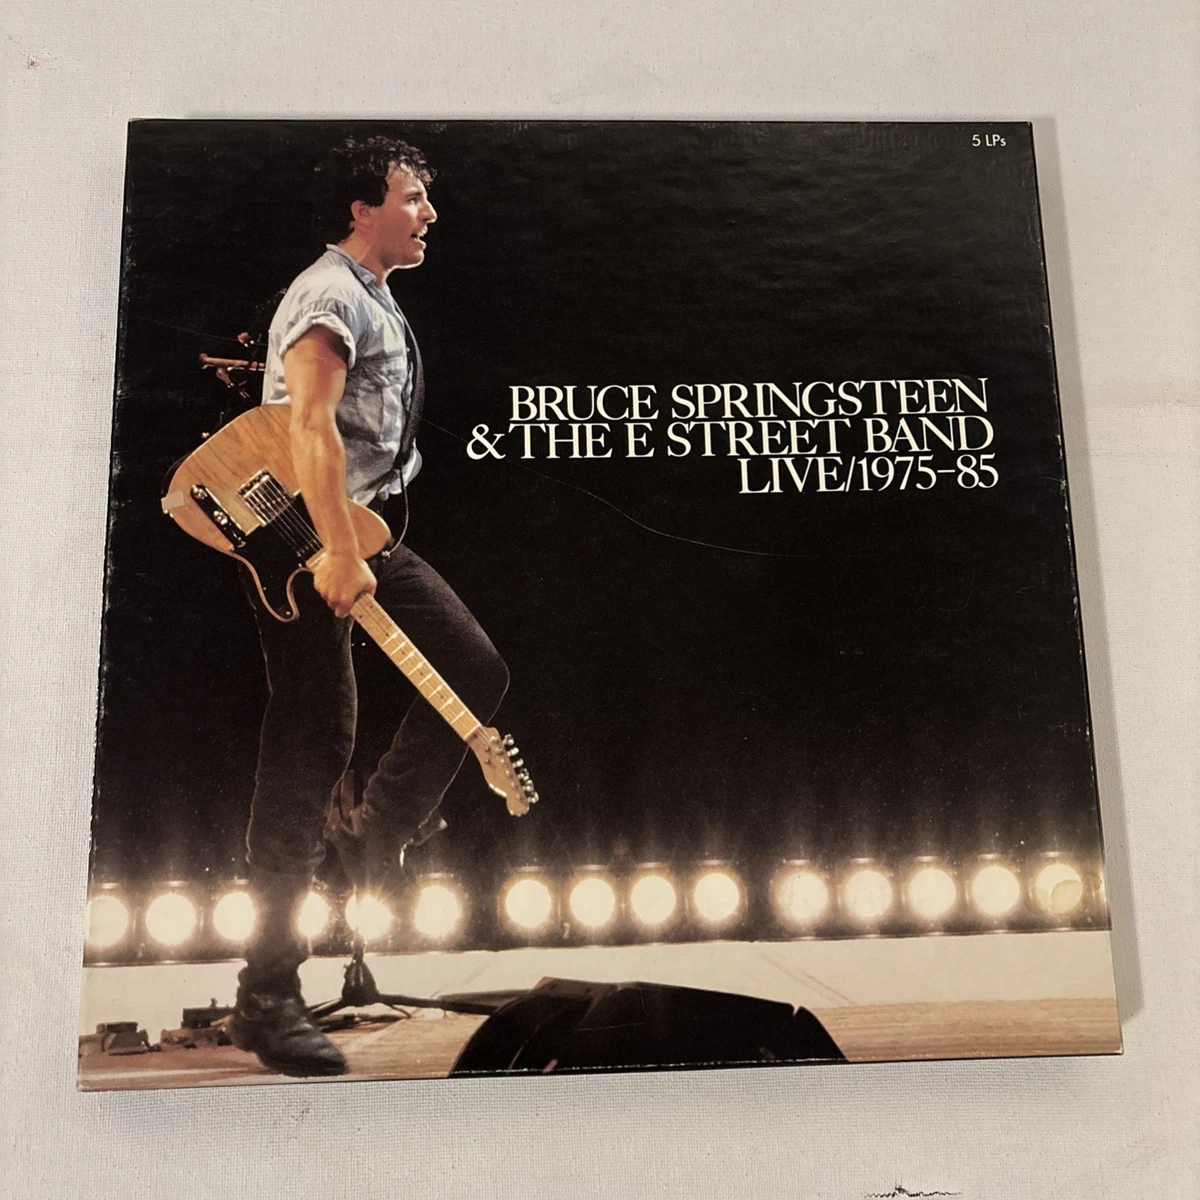 5 LPs
BRUCE SPRINGSTEEN
& THE E STREET BAND
LIVE/1975-85